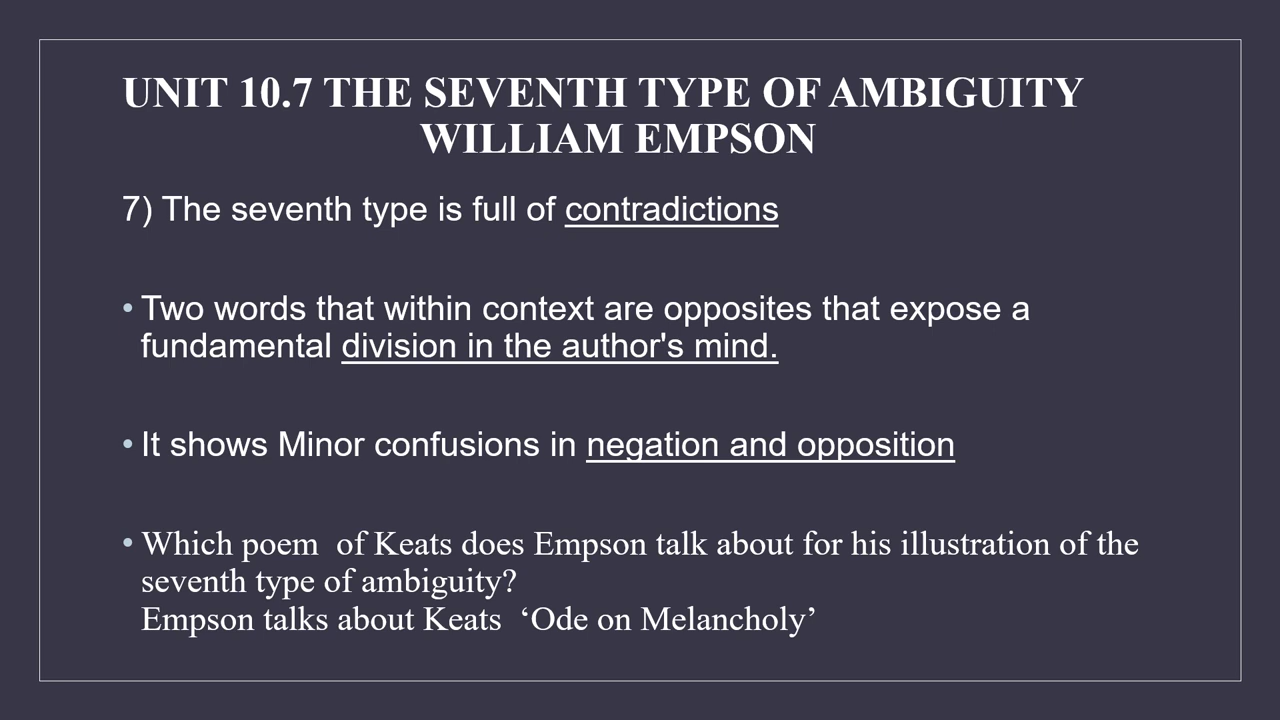 UNIT 10.7 THE SEVENTH TYPE OF AMBIGUITY
WILLIAM EMPSON
7) The seventh type is full of contradictions
• Two words that within context are opposites that expose a
fundamental division in the author's mind.
• It shows Minor confusions in negation and opposition
• Which poem  of Keats does Empson talk about for his illustration of the
seventh type of ambiguity?
Empson talks about Keats  ‘Ode on Melancholy’